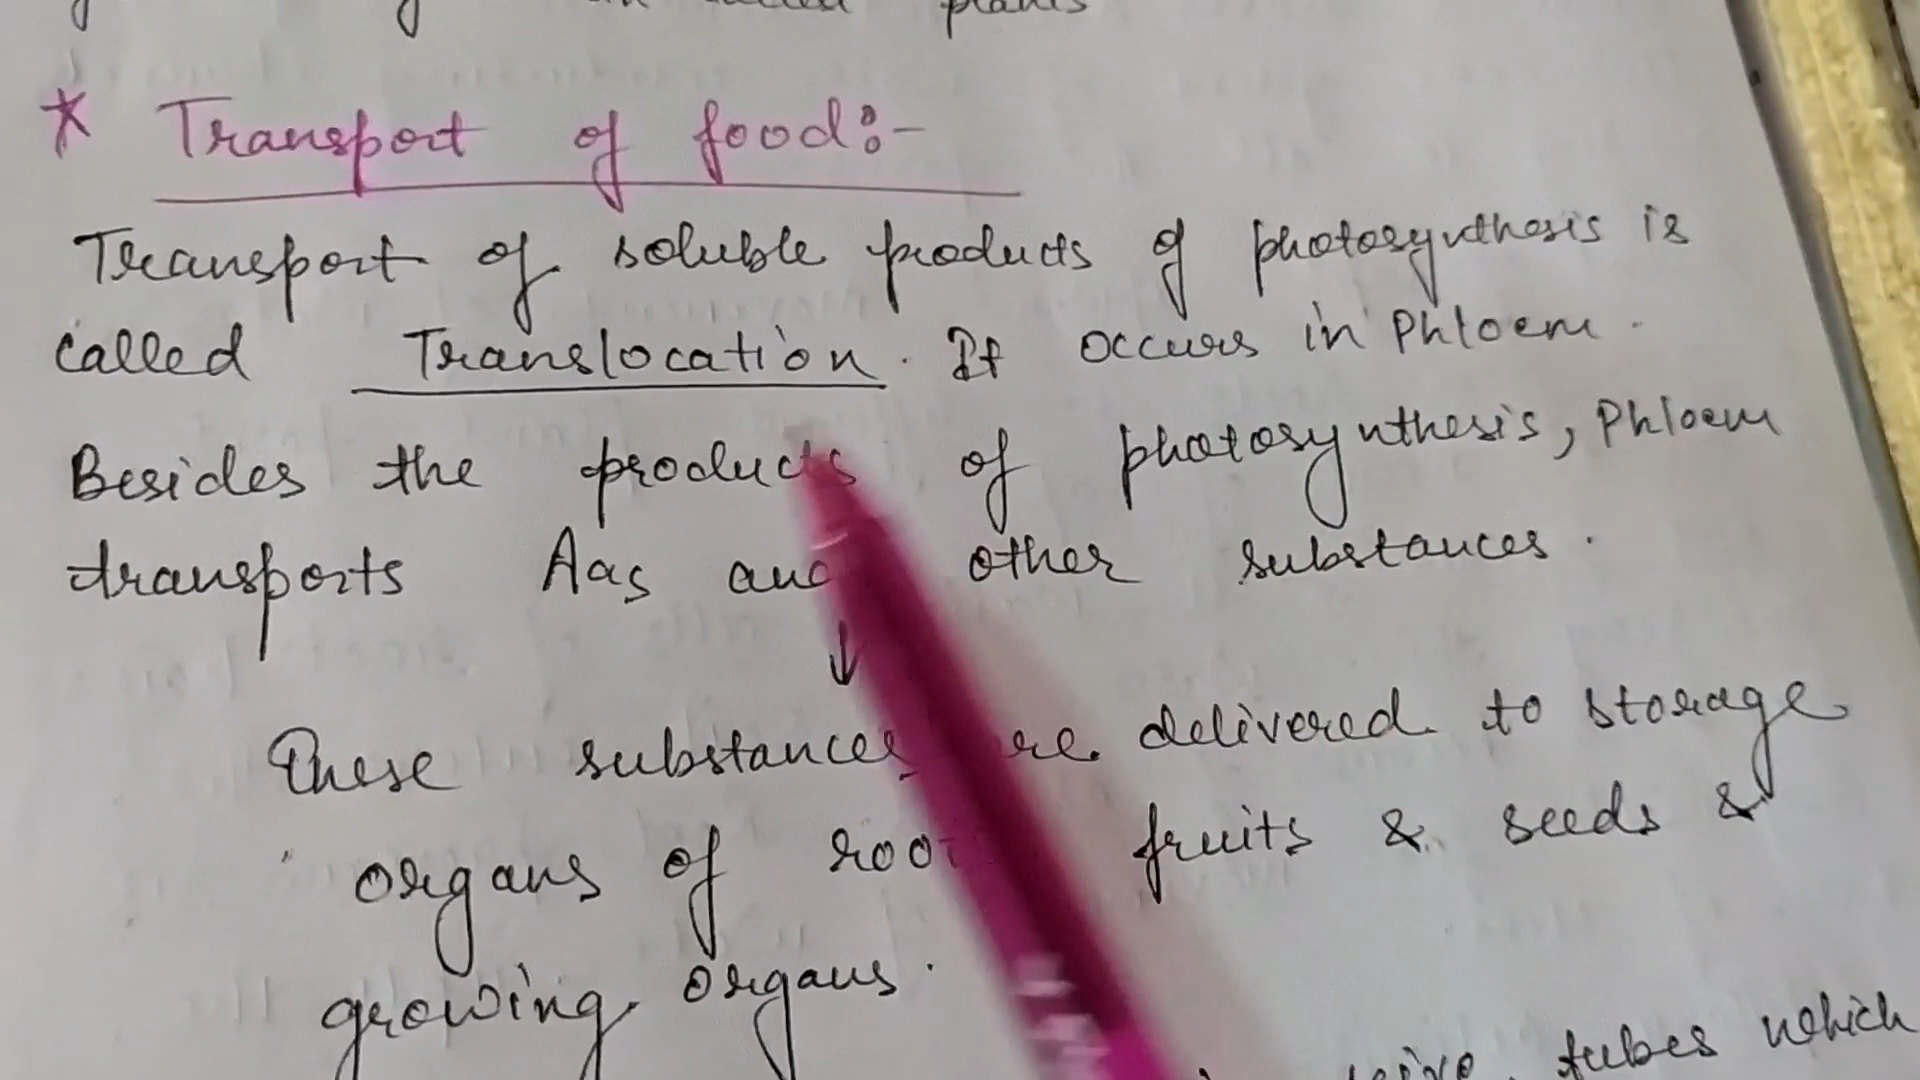 plants
* Transport of food:-
Transport of soluble products of photosynthesis is
called Translocation. It occurs in Phloem.
Besides the products of photosynthesis, Phloem
transports Aas and other substances.
↓
These substances are delivered to storage
organs of roots fruits & seeds &
growing organs.
tubes which